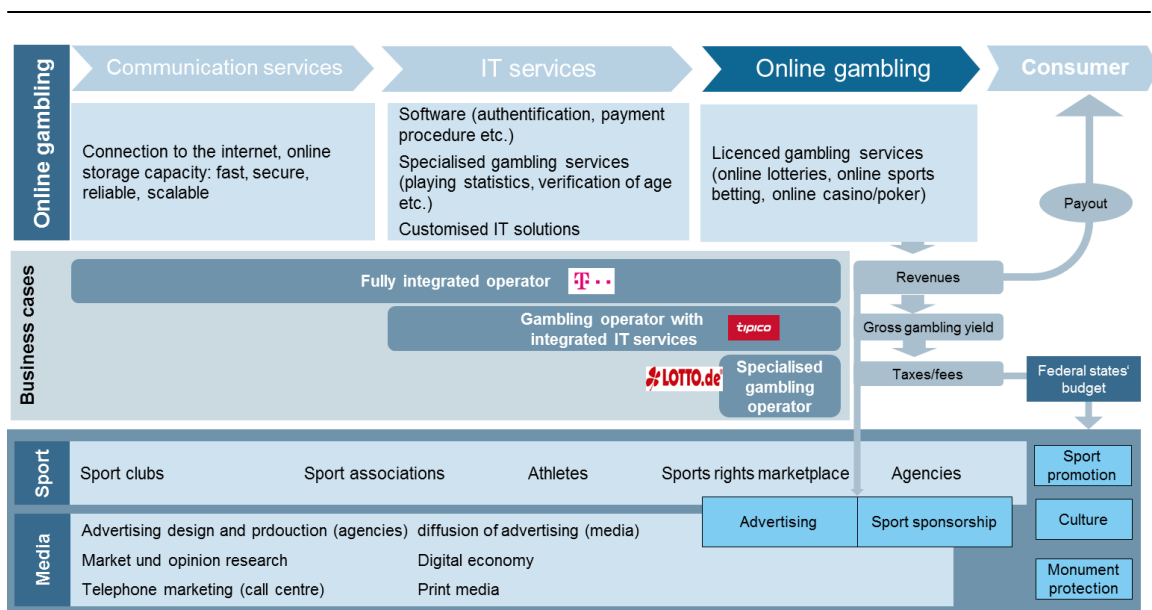 Online gambling
Communication services
IT services
Online gambling
Consumer
Connection to the internet, online
storage capacity: fast, secure,
reliable, scalable
Software (authentification, payment
procedure etc.)
Specialised gambling services
(playing statistics, verification of age
etc.)
Customised IT solutions
Licenced gambling services
(online lotteries, online sports
betting, online casino/poker)
Payout
Business cases
Fully integrated operator
T
Gambling operator with
integrated IT services
tipico
LOTTO.de
Specialised
gambling
operator
Revenues
Gross gambling yield
Taxes/fees
Federal states‘
budget
Sport
Sport clubs
Sport associations
Athletes
Sports rights marketplace
Agencies
Media
Advertising design and prdouction (agencies)
diffusion of advertising (media)
Market und opinion research
Digital economy
Telephone marketing (call centre)
Print media
Advertising
Sport sponsorship
Sport
promotion
Culture
Monument
protection